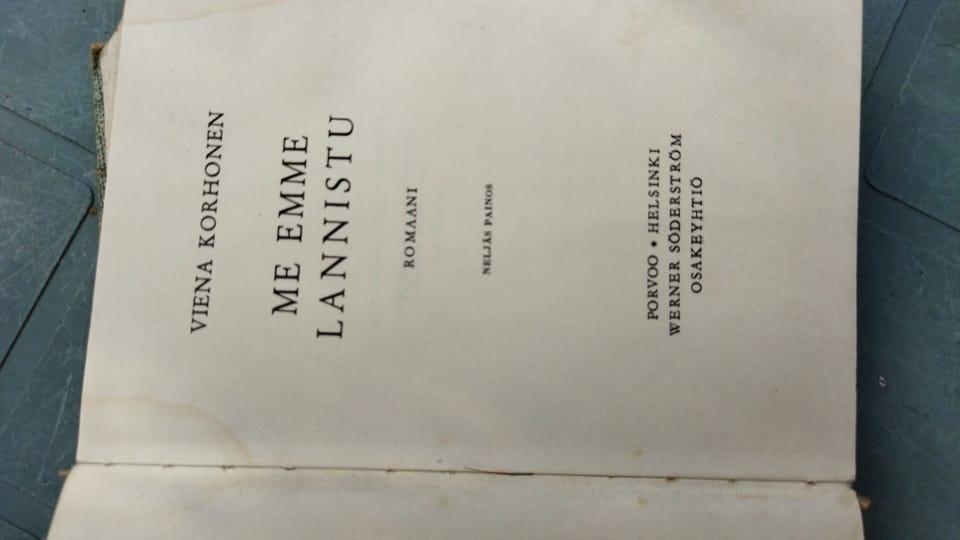 VIENA KORHONEN
ME EMME
LANNISTU
ROMAANI
NELJÄS PAINOS
PORVOO • HELSINKI
WERNER SÖDERSTRÖM
OSAKEYHTIÖ